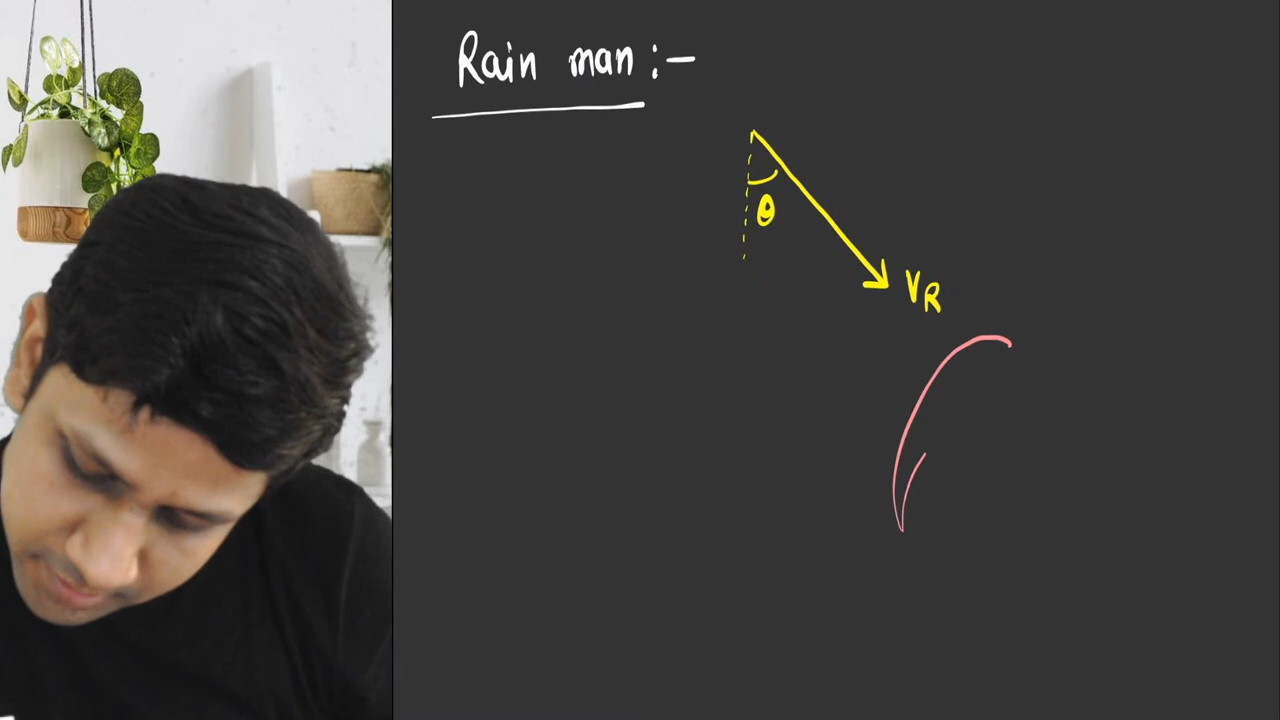 Rain man :-
θ
VR